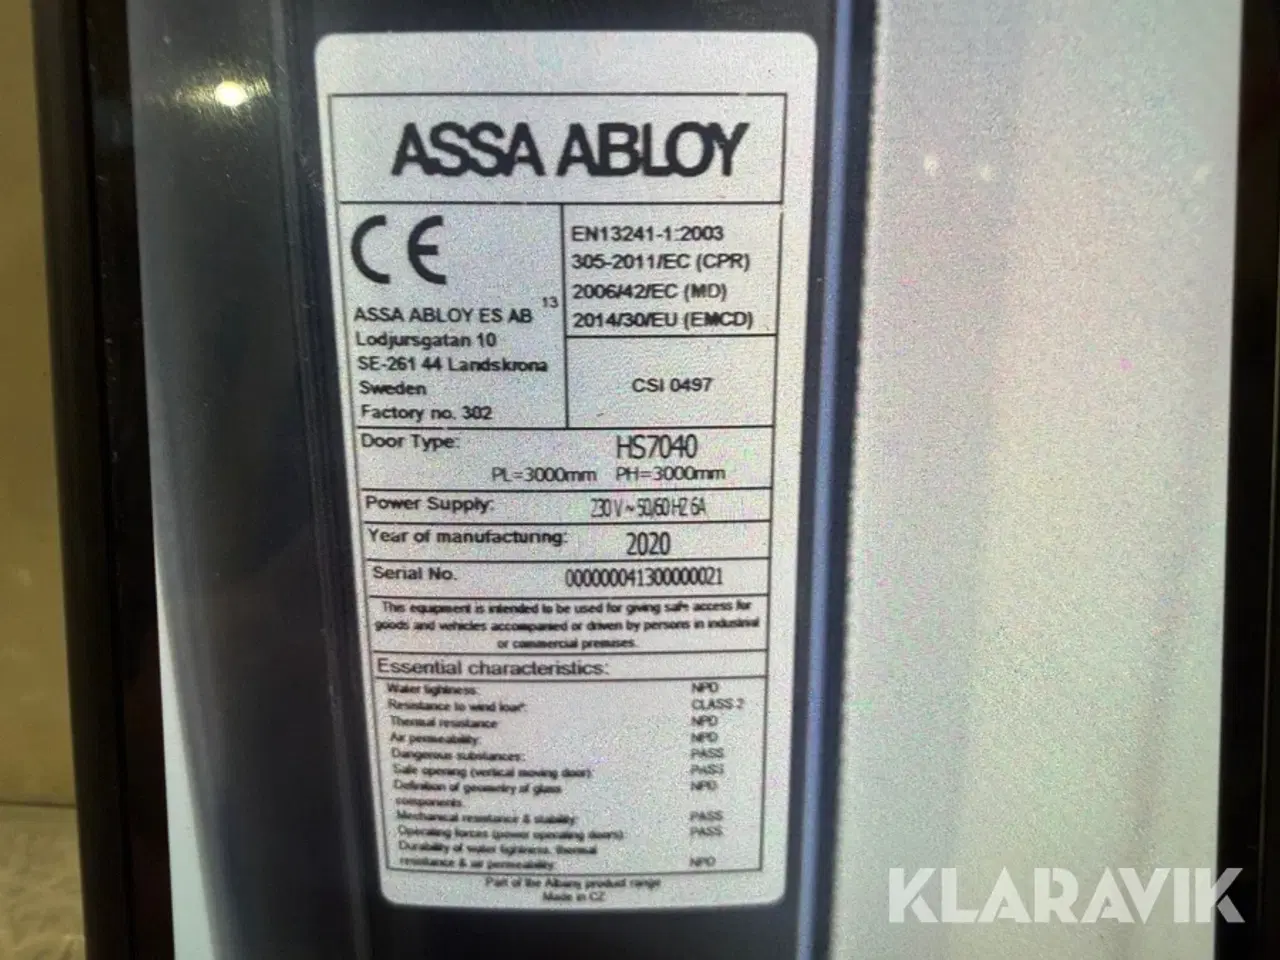 ASSA ABLOY
CE
13
ASSA ABLOY ES AB
Lodjursgatan 10
SE-261 44 Landskrona
Sweden
Factory no. 302
EN13241-1:2003
305-2011/EC (CPR)
2006/42/EC (MD)
2014/30/EU (EMCD)
CSI 0497
Door Type: HS7040
PL=3000mm PH=3000mm
Power Supply: 230 V ~ 50/60 HZ 6A
Year of manufacturing: 2020
Serial No. 000000041300000021
This equipment is intended to be used for giving safe access for
goods and vehicles accompanied or driven by persons in industrial
or commercial premises.
Essential characteristics:
Water tightness: NPD
Resistance to wind loar*: CLASS 2
Thermal resistance NPD
Air permeability: NPD
Dangerous substances: PASS
Safe opening (vertical moving door): PASS
Definition of geometry of glass NPD
components.
Mechanical resistance & stability: PASS
Operating forces (power operating doors): PASS
Durability of water tightness, thermal
resistance & air permeability: NPD
Part of the Albany product range
Made in CZ
KLARAVIK